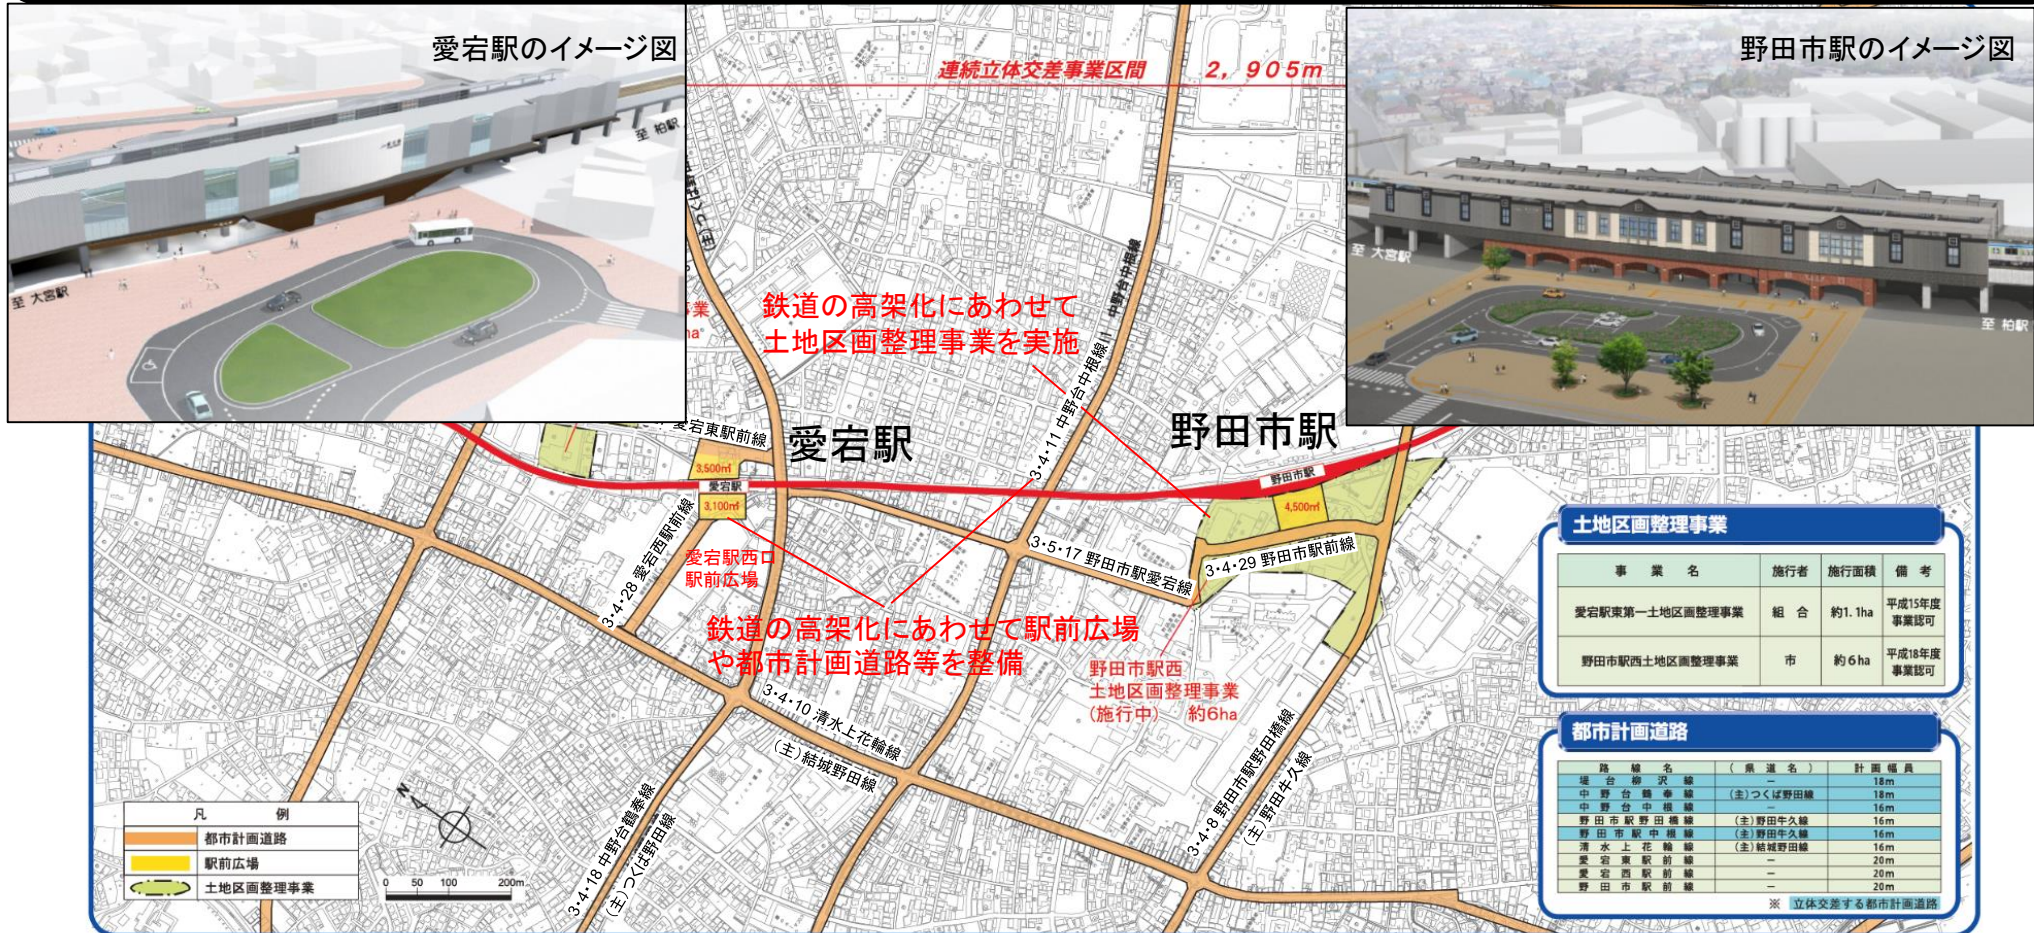 愛宕駅のイメージ図
至 柏駅
至 大宮駅
連続立体交差事業区間 2,905m
野田市駅のイメージ図
至 大宮駅
至 柏駅
(主)つくば
業
ha
鉄道の高架化にあわせて
土地区画整理事業を実施
3・4・11 中野台中根線
中野台中根線
愛宕東駅前線
愛宕駅
野田市駅
3,500㎡
愛宕駅
3,100㎡
野田市駅
4,500㎡
3・4・28 愛宕西駅前線
愛宕駅西口
駅前広場
3・5・17 野田市駅愛宕線
3・4・29 野田市駅前線
鉄道の高架化にあわせて駅前広場
や都市計画道路等を整備
野田市駅西
土地区画整理事業
(施行中) 約6ha
3・4・10 清水上花輪線
(主)結城野田線
3・4・18 中野台鶴奉線
(主)つくば野田線
3・4・8 野田市駅野田橋線
(主)野田牛久線
凡 例
都市計画道路
駅前広場
土地区画整理事業
N
0 50 100 200m
土地区画整理事業
事 業 名 施行者 施行面積 備 考
愛宕駅東第一土地区画整理事業 組 合 約1.1ha 平成15年度
事業認可
野田市駅西土地区画整理事業 市 約6ha 平成18年度
事業認可
都市計画道路
路 線 名 (県道名) 計画幅員
堤台柳沢線 － 18m
中野台鶴奉線 (主)つくば野田線 18m
中野台中根線 － 16m
野田市駅野田橋線 (主)野田牛久線 16m
野田市駅中根線 (主)野田牛久線 16m
清水上花輪線 (主)結城野田線 16m
愛宕東駅前線 － 20m
愛宕西駅前線 － 20m
野田市駅前線 － 20m
※ 立体交差する都市計画道路